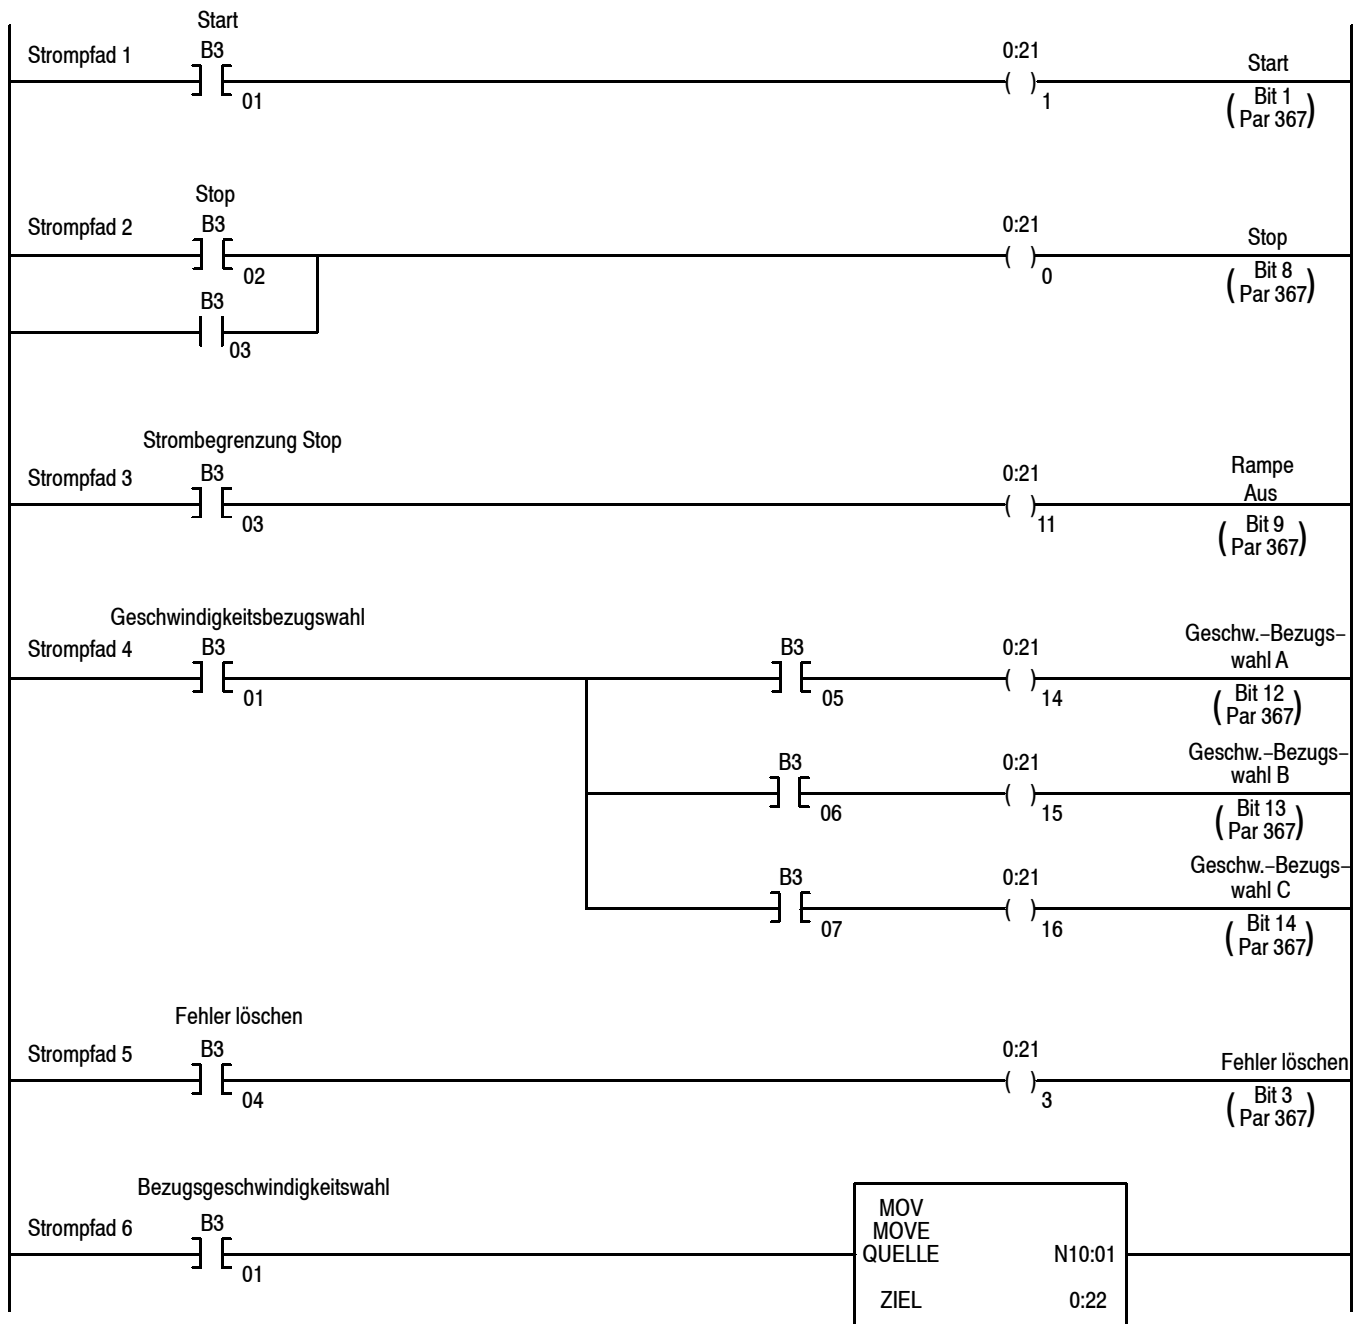 Start
Strompfad 1 B3 0:21 Start
01 1 ( Bit 1
Par 367 )
Stop
Strompfad 2 B3 0:21 Stop
02 0 ( Bit 8
Par 367 )
B3
03
Strombegrenzung Stop
Strompfad 3 B3 0:21 Rampe
Aus
03 11 ( Bit 9
Par 367 )
Geschwindigkeitsbezugswahl
Strompfad 4 B3 B3 0:21 Geschw.–Bezugs–
wahl A
01 05 14 ( Bit 12
Par 367 )
B3 0:21 Geschw.–Bezugs–
wahl B
06 15 ( Bit 13
Par 367 )
B3 0:21 Geschw.–Bezugs–
wahl C
07 16 ( Bit 14
Par 367 )
Fehler löschen
Strompfad 5 B3 0:21 Fehler löschen
04 3 ( Bit 3
Par 367 )
Bezugsgeschwindigkeitswahl
Strompfad 6 B3
01
MOV
MOVE
QUELLE N10:01
ZIEL 0:22